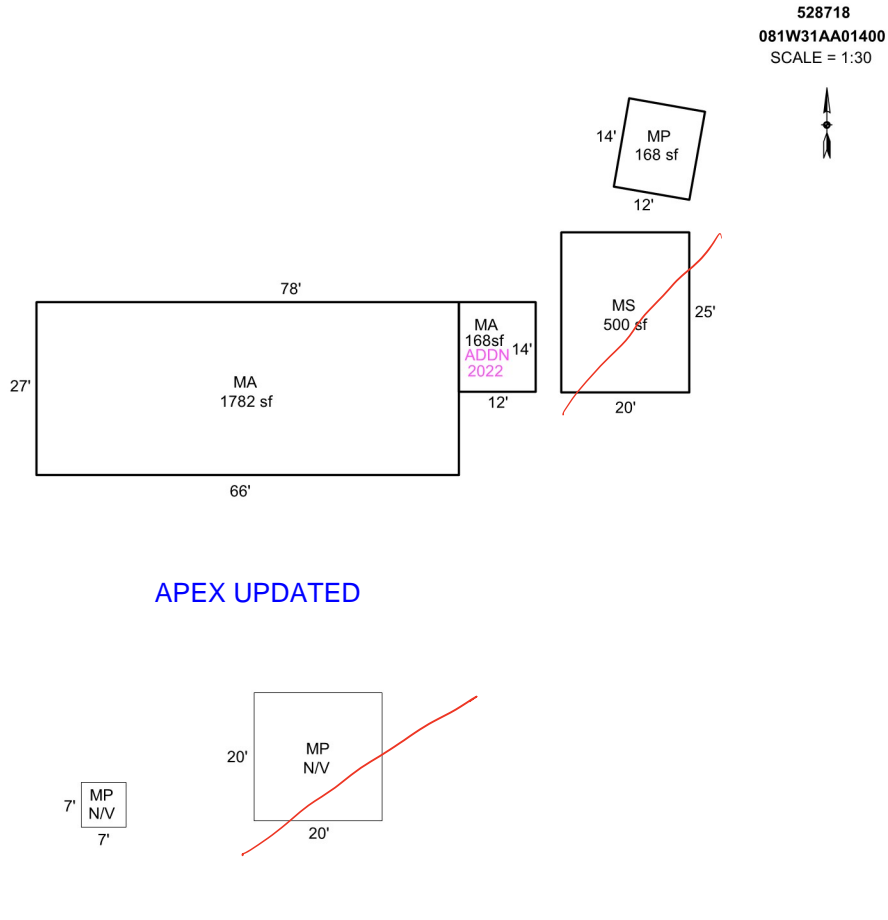 528718
081W31AA01400
SCALE = 1:30
14'
MP
168 sf
12'
MS
500 sf
25'
20'
78'
27'
MA
1782 sf
66'
MA
168sf
ADDN
2022
14'
12'
APEX UPDATED
20'
MP
N/V
20'
7'
MP
N/V
7'